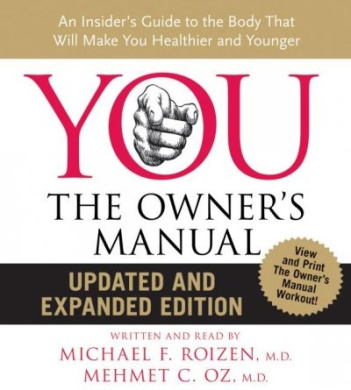 An Insider's Guide to the Body That
Will Make You Healthier and Younger
YOU
THE OWNER'S
MANUAL
UPDATED AND
EXPANDED EDITION
View
and Print
The Owner's
Manual
Workout!
WRITTEN AND READ BY
MICHAEL F. ROIZEN, M.D.
MEHMET C. OZ, M.D.